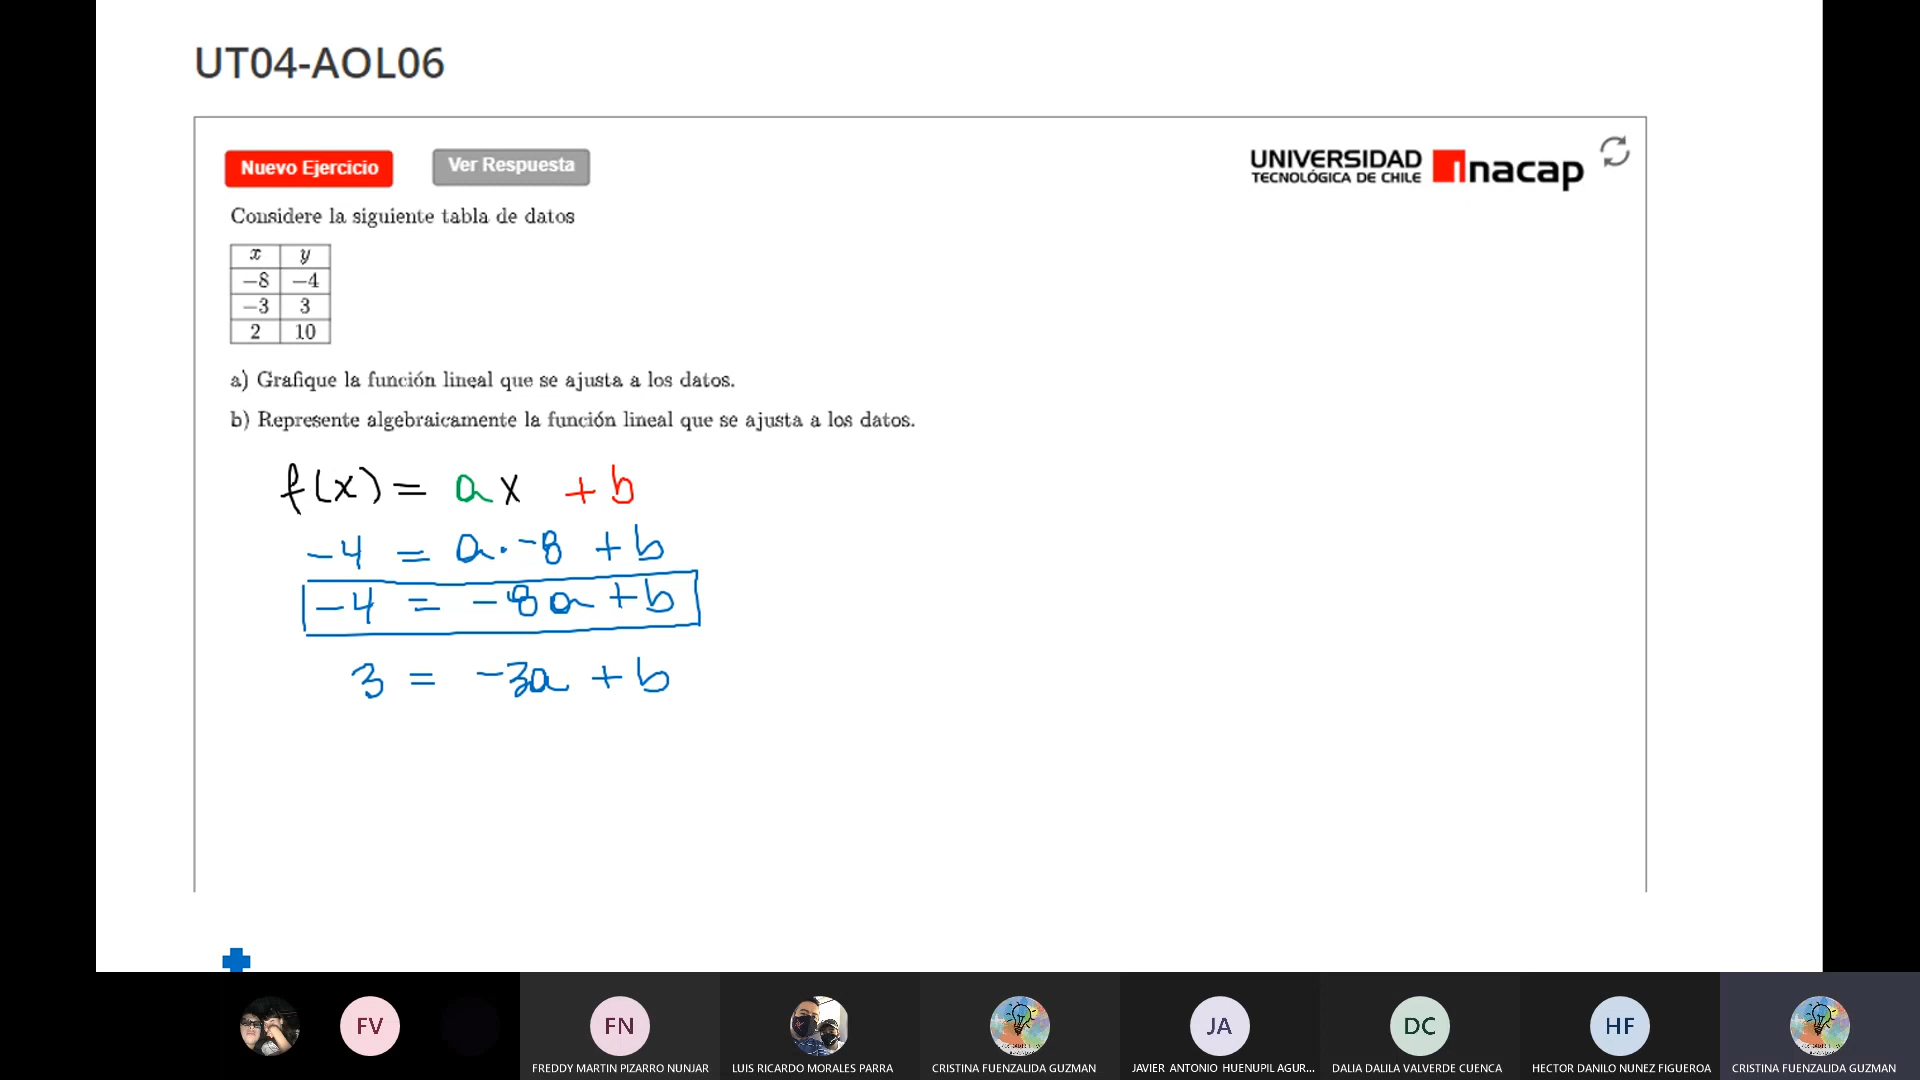 UT04-AOL06
Nuevo Ejercicio
Ver Respuesta
UNIVERSIDAD
TECNOLÓGICA DE CHILE
ınacap
Considere la siguiente tabla de datos
x y
−8 −4
−3 3
2 10
a) Grafique la función lineal que se ajusta a los datos.
b) Represente algebraicamente la función lineal que se ajusta a los datos.
f(x) = ax + b
-4 = a·-8 + b
-4 = -8a + b
3 = -3a + b
FV
FN
JA
DC
HF
FREDDY MARTIN PIZARRO NUNJAR
LUIS RICARDO MORALES PARRA
CRISTINA FUENZALIDA GUZMAN
JAVIER ANTONIO HUENUPIL AGUR...
DALIA DALILA VALVERDE CUENCA
HECTOR DANILO NUNEZ FIGUEROA
CRISTINA FUENZALIDA GUZMAN